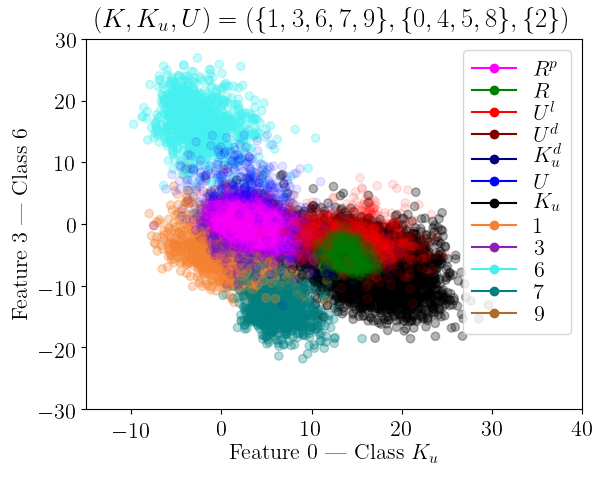 (K, K_u, U) = ({1, 3, 6, 7, 9}, {0, 4, 5, 8}, {2})
30
20
10
0
−10
−20
−30
Feature 3 — Class 6
−10
0
10
20
30
40
Feature 0 — Class K_u
R^p
R
U^l
U^d
K_u^d
U
K_u
1
3
6
7
9